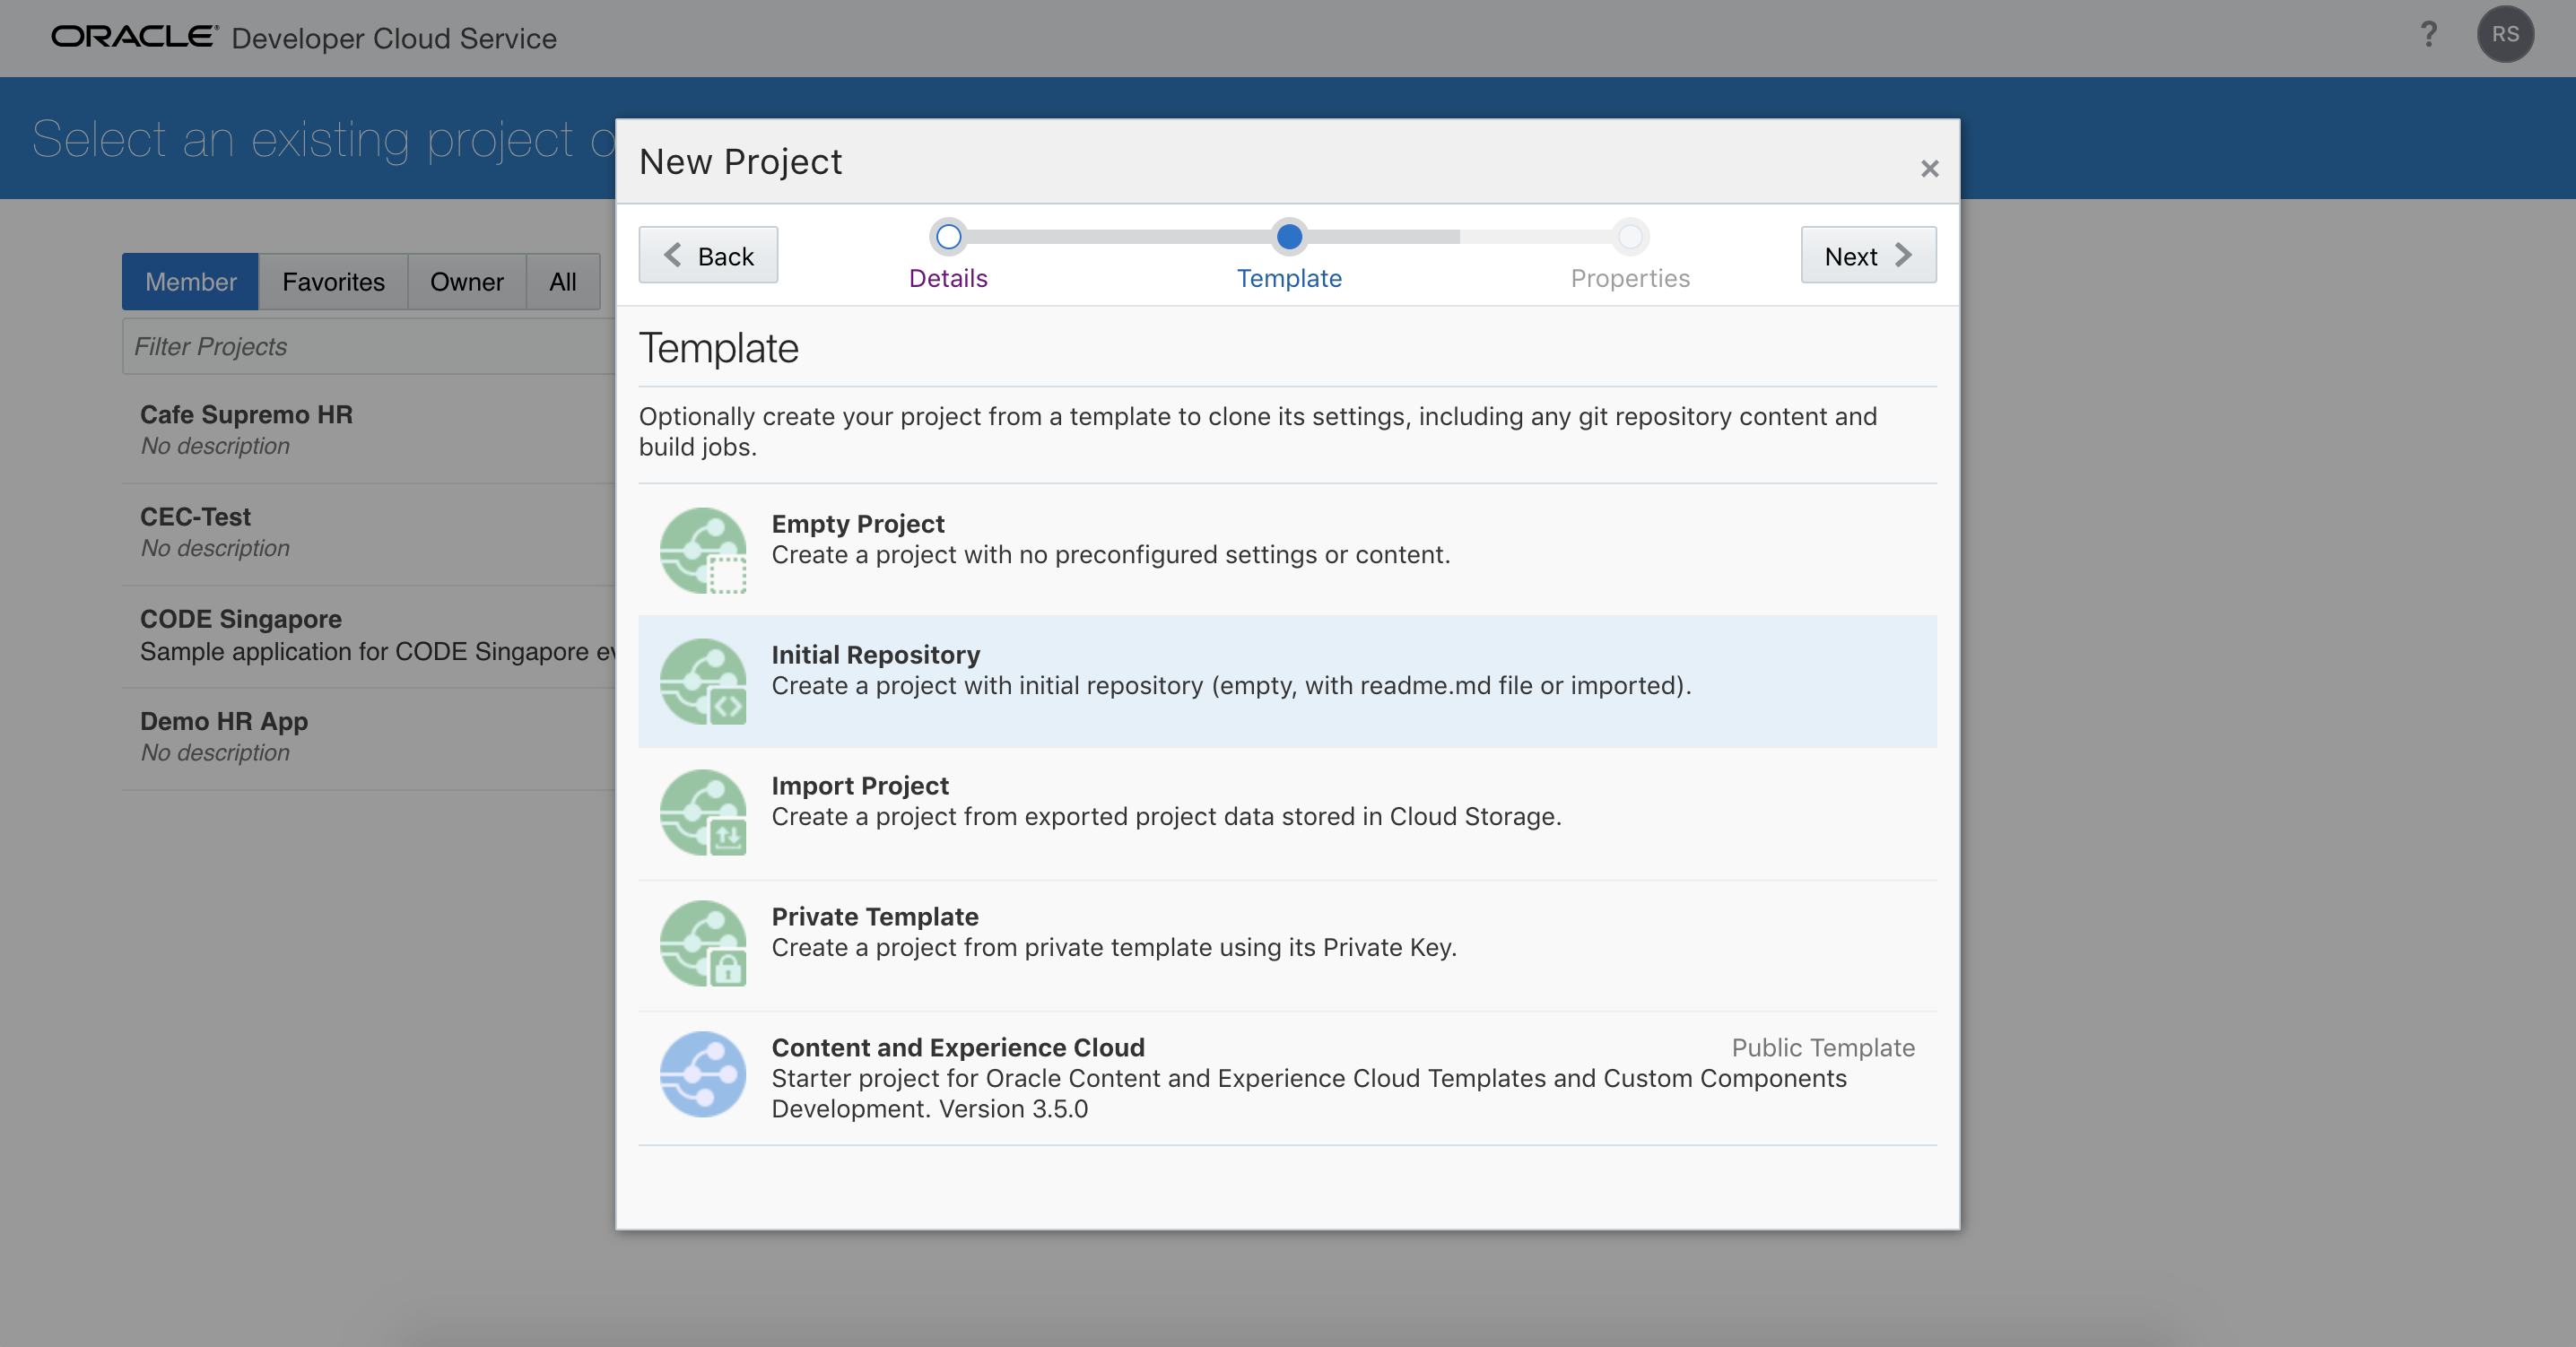 ORACLE Developer Cloud Service
? RS
Select an existing project o
New Project
×
Back
Details
Template
Properties
Next
Member
Favorites
Owner
All
Filter Projects
Cafe Supremo HR
No description
CEC-Test
No description
CODE Singapore
Sample application for CODE Singapore ev
Demo HR App
No description
Template
Optionally create your project from a template to clone its settings, including any git repository content and
build jobs.
Empty Project
Create a project with no preconfigured settings or content.
Initial Repository
Create a project with initial repository (empty, with readme.md file or imported).
Import Project
Create a project from exported project data stored in Cloud Storage.
Private Template
Create a project from private template using its Private Key.
Content and Experience Cloud
Public Template
Starter project for Oracle Content and Experience Cloud Templates and Custom Components
Development. Version 3.5.0